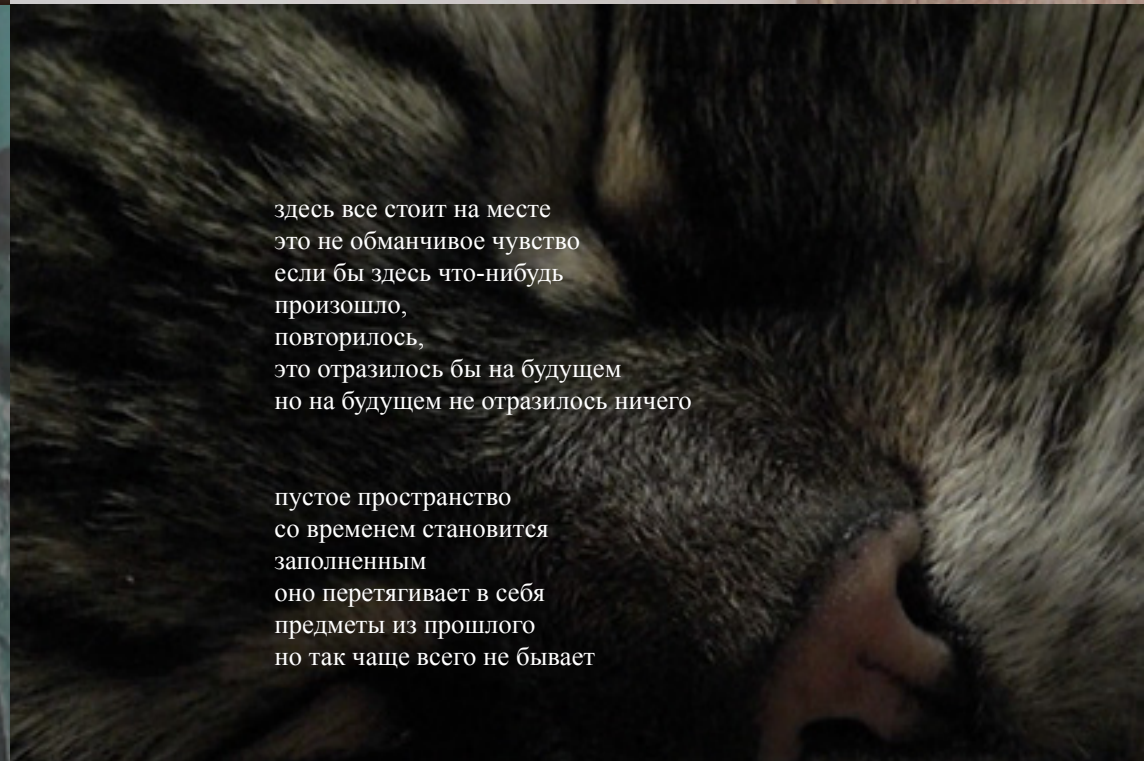 здесь все стоит на месте
это не обманчивое чувство
если бы здесь что-нибудь
произошло,
повторилось,
это отразилось бы на будущем
но на будущем не отразилось ничего
пустое пространство
со временем становится
заполненным
оно перетягивает в себя
предметы из прошлого
но так чаще всего не бывает